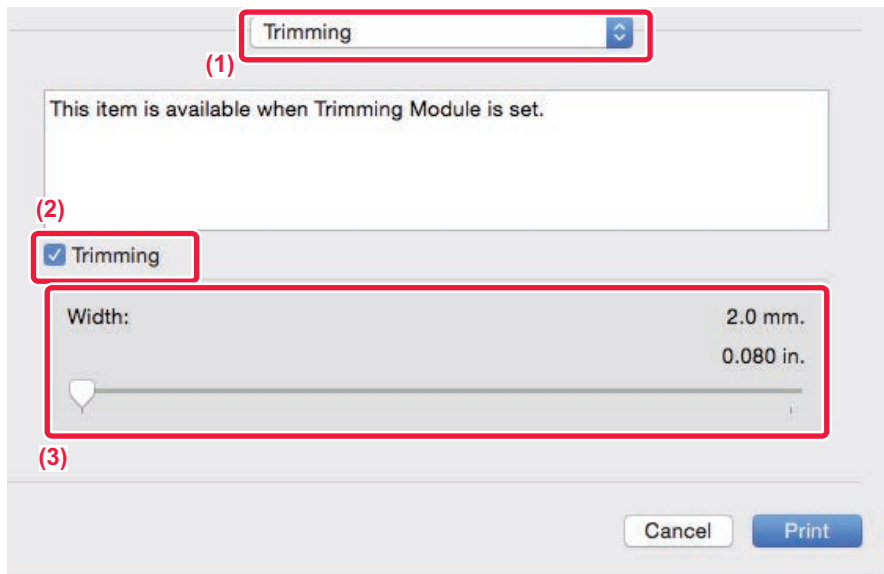 Trimming
(1)
This item is available when Trimming Module is set.
(2)
Trimming
Width:
2.0 mm.
0.080 in.
(3)
Cancel
Print